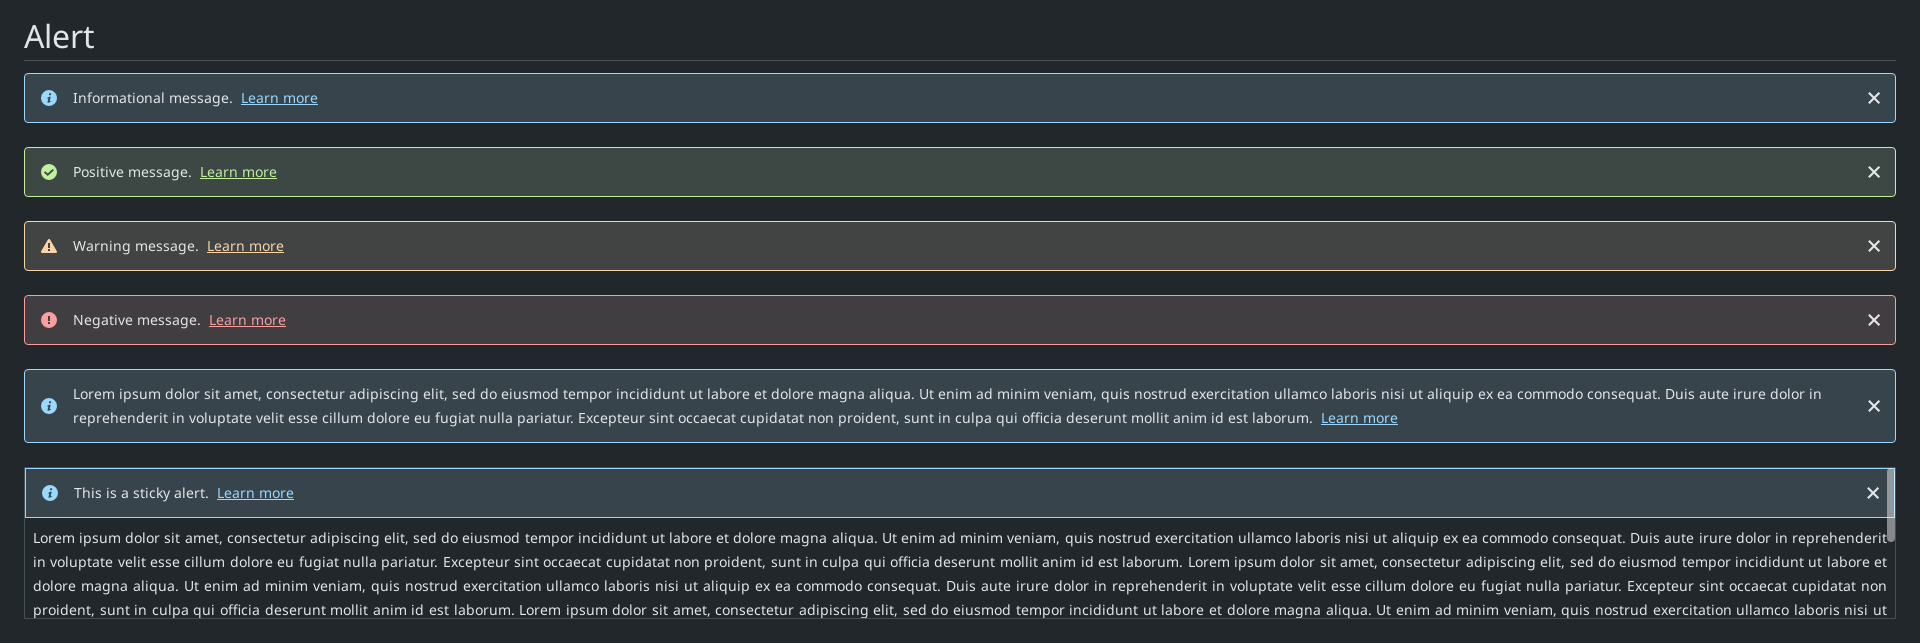 Alert
Informational message. Learn more
Positive message. Learn more
Warning message. Learn more
Negative message. Learn more
Lorem ipsum dolor sit amet, consectetur adipiscing elit, sed do eiusmod tempor incididunt ut labore et dolore magna aliqua. Ut enim ad minim veniam, quis nostrud exercitation ullamco laboris nisi ut aliquip ex ea commodo consequat. Duis aute irure dolor in
reprehenderit in voluptate velit esse cillum dolore eu fugiat nulla pariatur. Excepteur sint occaecat cupidatat non proident, sunt in culpa qui officia deserunt mollit anim id est laborum. Learn more
This is a sticky alert. Learn more
Lorem ipsum dolor sit amet, consectetur adipiscing elit, sed do eiusmod tempor incididunt ut labore et dolore magna aliqua. Ut enim ad minim veniam, quis nostrud exercitation ullamco laboris nisi ut aliquip ex ea commodo consequat. Duis aute irure dolor in reprehenderit
in voluptate velit esse cillum dolore eu fugiat nulla pariatur. Excepteur sint occaecat cupidatat non proident, sunt in culpa qui officia deserunt mollit anim id est laborum. Lorem ipsum dolor sit amet, consectetur adipiscing elit, sed do eiusmod tempor incididunt ut labore et
dolore magna aliqua. Ut enim ad minim veniam, quis nostrud exercitation ullamco laboris nisi ut aliquip ex ea commodo consequat. Duis aute irure dolor in reprehenderit in voluptate velit esse cillum dolore eu fugiat nulla pariatur. Excepteur sint occaecat cupidatat non
proident, sunt in culpa qui officia deserunt mollit anim id est laborum. Lorem ipsum dolor sit amet, consectetur adipiscing elit, sed do eiusmod tempor incididunt ut labore et dolore magna aliqua. Ut enim ad minim veniam, quis nostrud exercitation ullamco laboris nisi ut